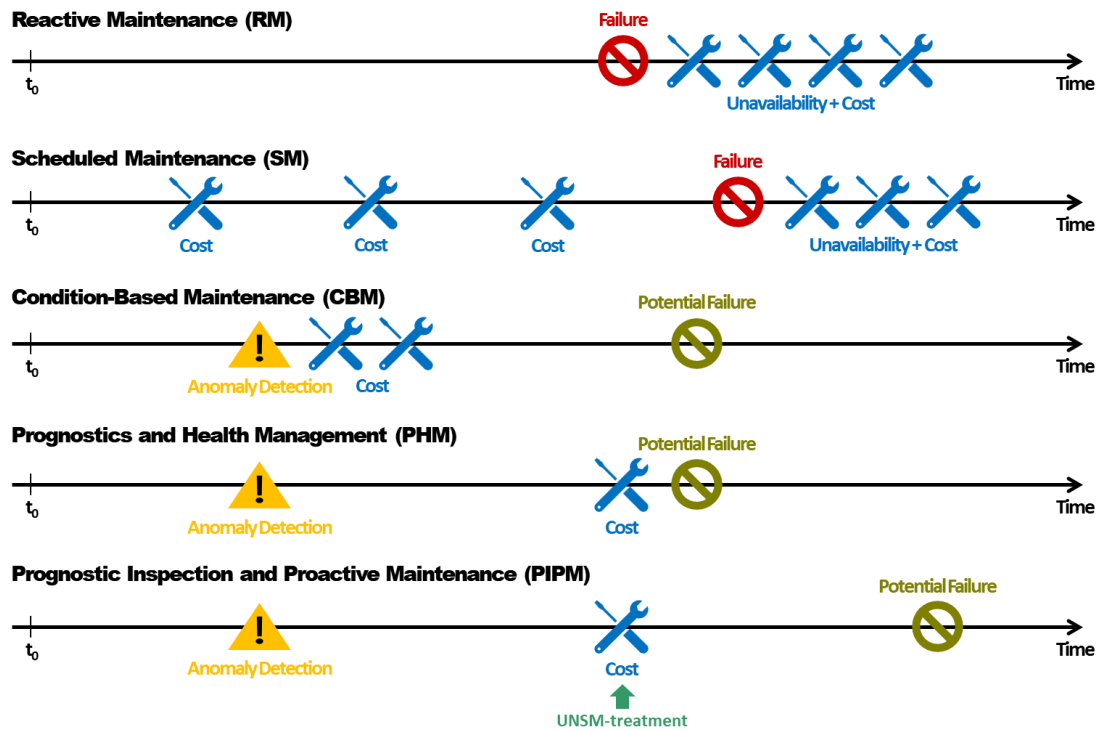 Reactive Maintenance (RM)
Failure
t0
Time
Unavailability + Cost
Scheduled Maintenance (SM)
Failure
t0
Cost
Cost
Cost
Unavailability + Cost
Time
Condition-Based Maintenance (CBM)
Potential Failure
!
t0
Anomaly Detection
Cost
Time
Prognostics and Health Management (PHM)
Potential Failure
!
t0
Anomaly Detection
Cost
Time
Prognostic Inspection and Proactive Maintenance (PIPM)
Potential Failure
!
t0
Anomaly Detection
Cost
Time
UNSM-treatment